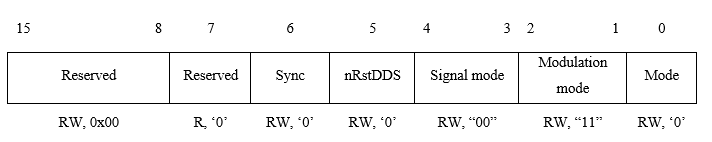 15 8 7 6 5 4 3 2 1 0
Reserved Reserved Sync nRstDDS Signal mode Modulation mode Mode
RW, 0x00 R, ‘0’ RW, ‘0’ RW, ‘0’ RW, “00” RW, “11” RW, ‘0’